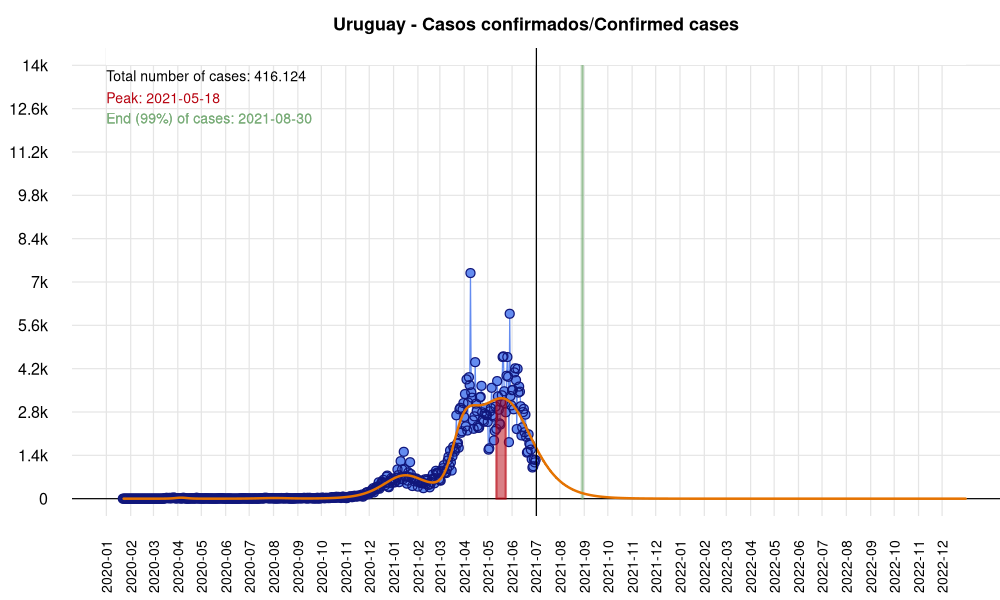 Uruguay - Casos confirmados/Confirmed cases
Total number of cases: 416.124
Peak: 2021-05-18
End (99%) of cases: 2021-08-30
14k
12.6k
11.2k
9.8k
8.4k
7k
5.6k
4.2k
2.8k
1.4k
0
2020-01
2020-02
2020-03
2020-04
2020-05
2020-06
2020-07
2020-08
2020-09
2020-10
2020-11
2020-12
2021-01
2021-02
2021-03
2021-04
2021-05
2021-06
2021-07
2021-08
2021-09
2021-10
2021-11
2021-12
2022-01
2022-02
2022-03
2022-04
2022-05
2022-06
2022-07
2022-08
2022-09
2022-10
2022-11
2022-12